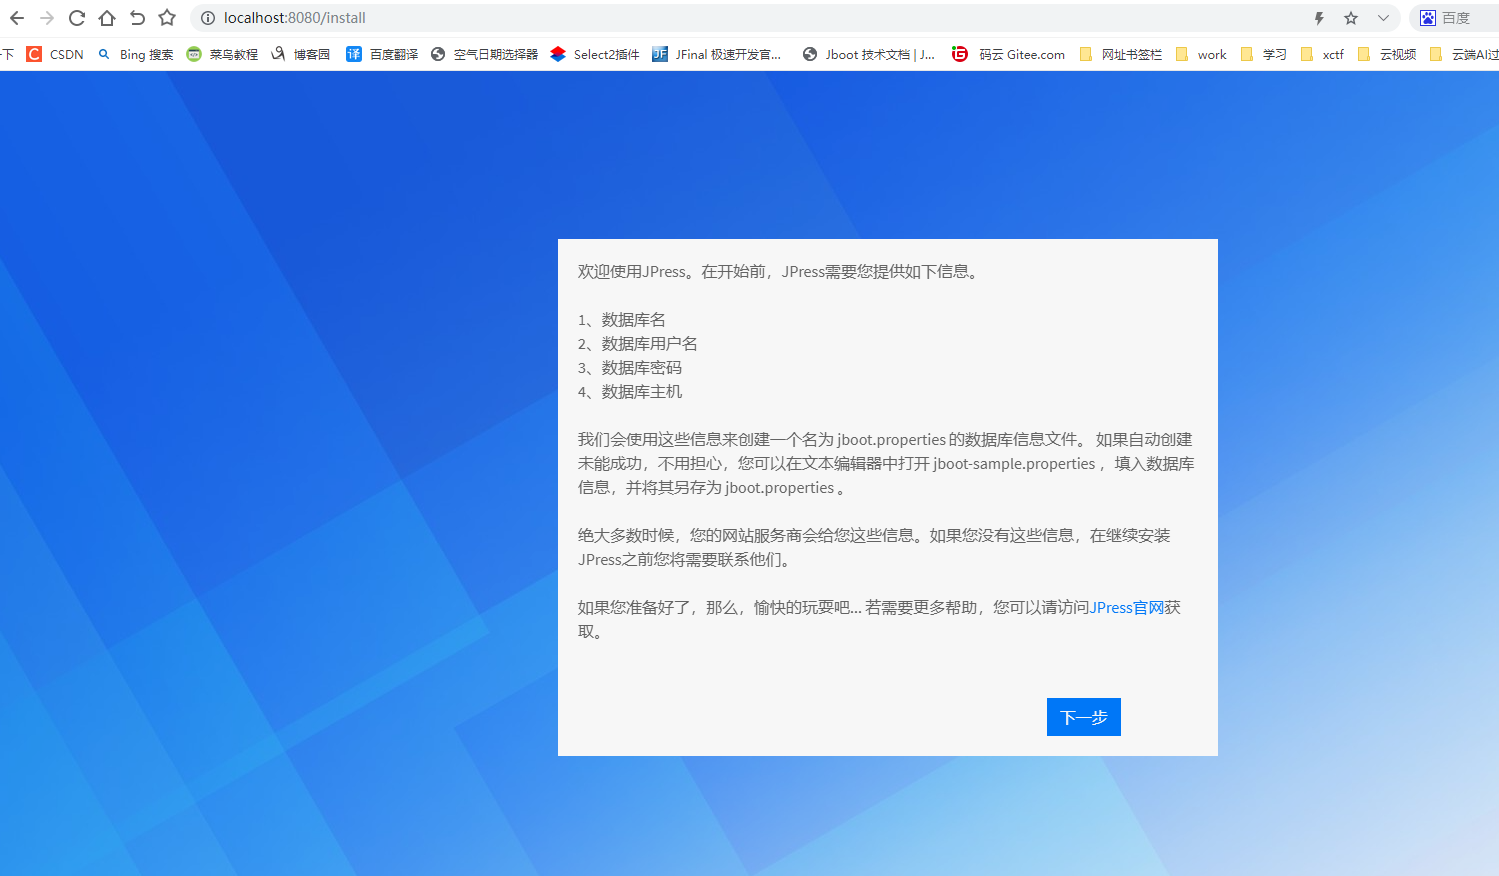 localhost:8080/install
百度
一下 CSDN Bing 搜索 菜鸟教程 博客园 百度翻译 空气日期选择器 Select2插件 JFinal 极速开发官... Jboot 技术文档 | J... 码云 Gitee.com 网址书签栏 work 学习 xctf 云视频 云端AI过
欢迎使用JPress。在开始前，JPress需要您提供如下信息。
1、数据库名
2、数据库用户名
3、数据库密码
4、数据库主机
我们会使用这些信息来创建一个名为 jboot.properties 的数据库信息文件。 如果自动创建
未能成功，不用担心，您可以在文本编辑器中打开 jboot-sample.properties ，填入数据库
信息，并将其另存为 jboot.properties 。
绝大多数时候，您的网站服务商会给您这些信息。如果您没有这些信息，在继续安装
JPress之前您将需要联系他们。
如果您准备好了，那么，愉快的玩耍吧... 若需要更多帮助，您可以请访问JPress官网获
取。
下一步